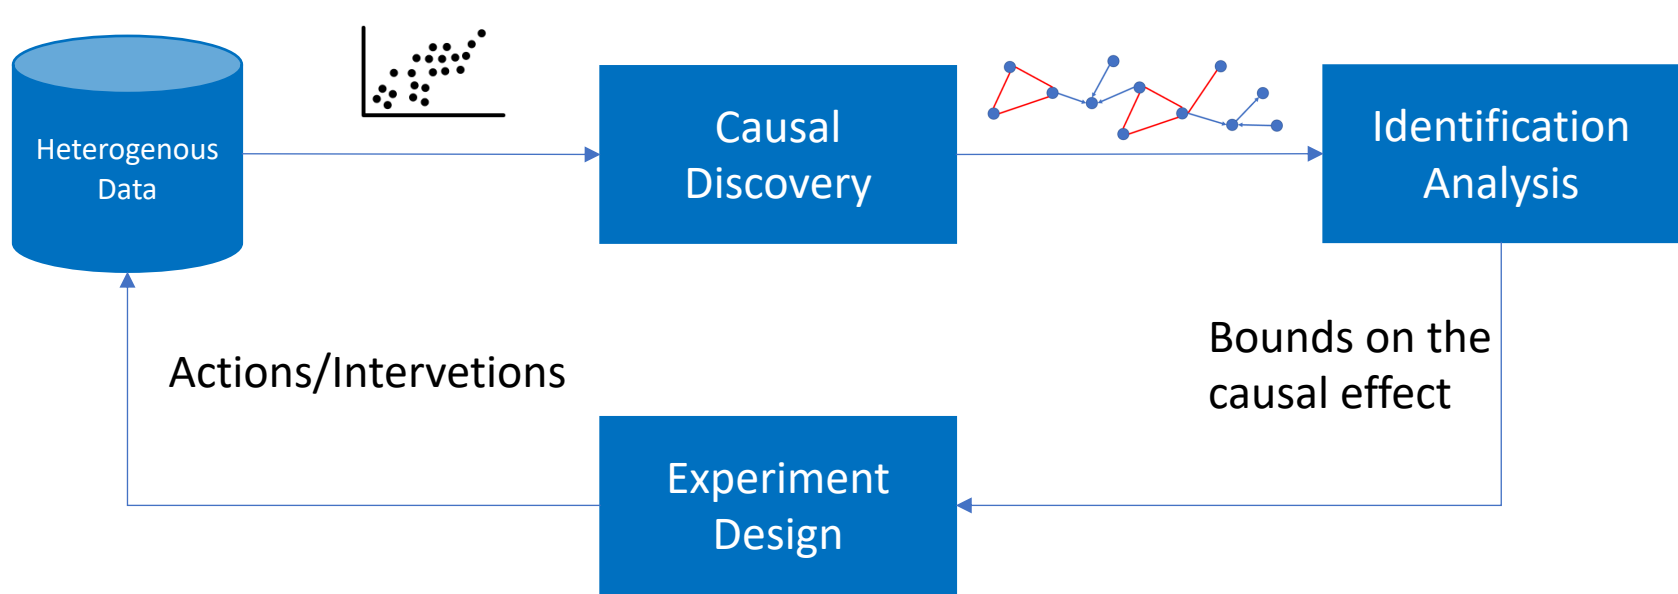 Heterogenous
Data
Causal
Discovery
Identification
Analysis
Bounds on the
causal effect
Actions/Intervetions
Experiment
Design